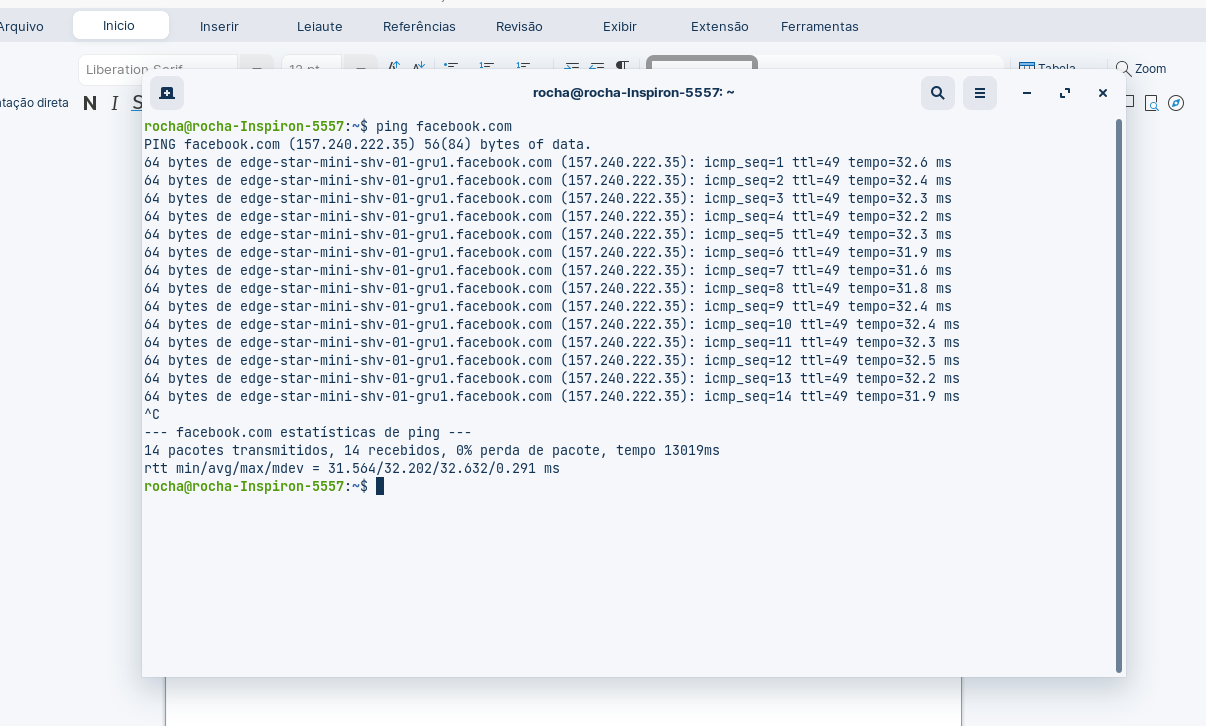 Arquivo Inicio Inserir Leiaute Referências Revisão Exibir Extensão Ferramentas
Liberation Serif 12 pt Tabela Zoom
atação direta N I S
rocha@rocha-Inspiron-5557: ~
rocha@rocha-Inspiron-5557:~$ ping facebook.com
PING facebook.com (157.240.222.35) 56(84) bytes of data.
64 bytes de edge-star-mini-shv-01-gru1.facebook.com (157.240.222.35): icmp_seq=1 ttl=49 tempo=32.6 ms
64 bytes de edge-star-mini-shv-01-gru1.facebook.com (157.240.222.35): icmp_seq=2 ttl=49 tempo=32.4 ms
64 bytes de edge-star-mini-shv-01-gru1.facebook.com (157.240.222.35): icmp_seq=3 ttl=49 tempo=32.3 ms
64 bytes de edge-star-mini-shv-01-gru1.facebook.com (157.240.222.35): icmp_seq=4 ttl=49 tempo=32.2 ms
64 bytes de edge-star-mini-shv-01-gru1.facebook.com (157.240.222.35): icmp_seq=5 ttl=49 tempo=32.3 ms
64 bytes de edge-star-mini-shv-01-gru1.facebook.com (157.240.222.35): icmp_seq=6 ttl=49 tempo=31.9 ms
64 bytes de edge-star-mini-shv-01-gru1.facebook.com (157.240.222.35): icmp_seq=7 ttl=49 tempo=31.6 ms
64 bytes de edge-star-mini-shv-01-gru1.facebook.com (157.240.222.35): icmp_seq=8 ttl=49 tempo=31.8 ms
64 bytes de edge-star-mini-shv-01-gru1.facebook.com (157.240.222.35): icmp_seq=9 ttl=49 tempo=32.4 ms
64 bytes de edge-star-mini-shv-01-gru1.facebook.com (157.240.222.35): icmp_seq=10 ttl=49 tempo=32.4 ms
64 bytes de edge-star-mini-shv-01-gru1.facebook.com (157.240.222.35): icmp_seq=11 ttl=49 tempo=32.3 ms
64 bytes de edge-star-mini-shv-01-gru1.facebook.com (157.240.222.35): icmp_seq=12 ttl=49 tempo=32.5 ms
64 bytes de edge-star-mini-shv-01-gru1.facebook.com (157.240.222.35): icmp_seq=13 ttl=49 tempo=32.2 ms
64 bytes de edge-star-mini-shv-01-gru1.facebook.com (157.240.222.35): icmp_seq=14 ttl=49 tempo=31.9 ms
^C
--- facebook.com estatísticas de ping ---
14 pacotes transmitidos, 14 recebidos, 0% perda de pacote, tempo 13019ms
rtt min/avg/max/mdev = 31.564/32.202/32.632/0.291 ms
rocha@rocha-Inspiron-5557:~$